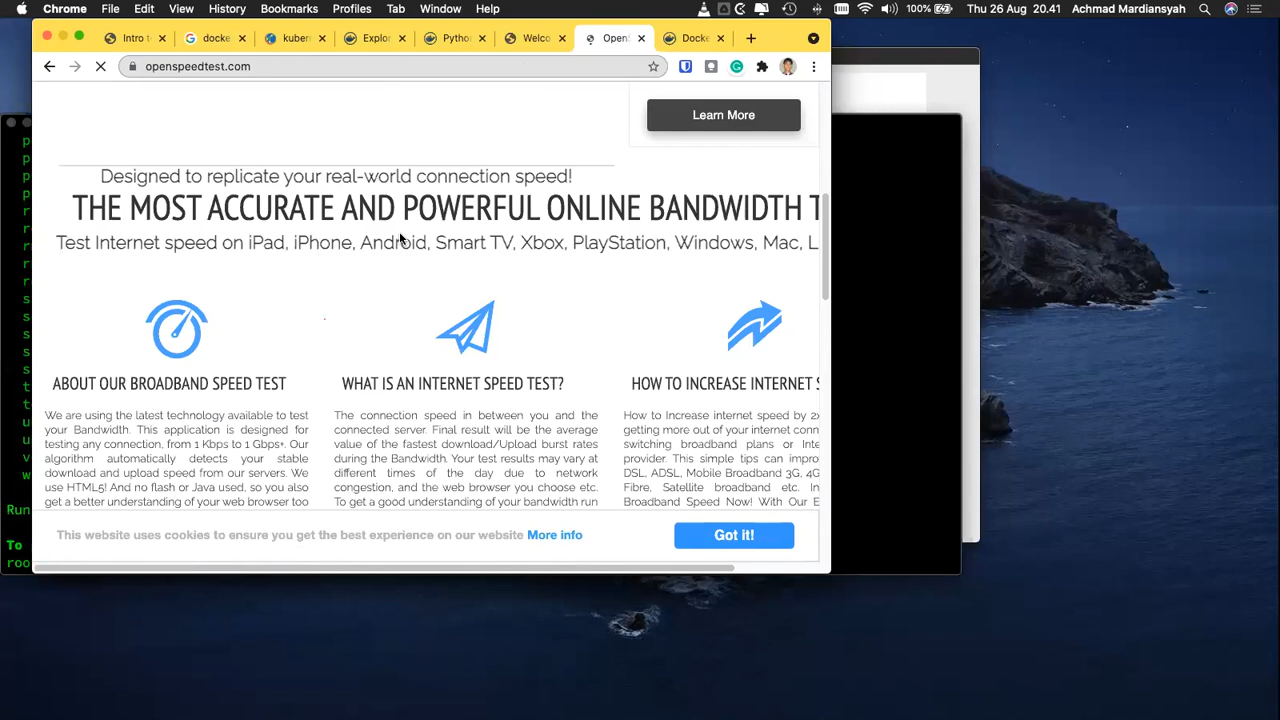 Chrome File Edit View History Bookmarks Profiles Tab Window Help 100% Thu 26 Aug 20.41 Achmad Mardiansyah
Intro t docke kubern Explor Python Welco OpenS Docke
openspeedtest.com
Learn More
Designed to replicate your real-world connection speed!
THE MOST ACCURATE AND POWERFUL ONLINE BANDWIDTH T
Test Internet speed on iPad, iPhone, Android, Smart TV, Xbox, PlayStation, Windows, Mac, L
ABOUT OUR BROADBAND SPEED TEST
We are using the latest technology available to test
your Bandwidth. This application is designed for
testing any connection, from 1 Kbps to 1 Gbps+. Our
algorithm automatically detects your stable
download and upload speed from our servers. We
use HTML5! And no flash or Java used, so you also
get a better understanding of your web browser too
WHAT IS AN INTERNET SPEED TEST?
The connection speed in between you and the
connected server. Final result will be the average
value of the fastest download/Upload burst rates
during the Bandwidth. Your test results may vary at
different times of the day due to network
congestion, and the web browser you choose etc.
To get a good understanding of your bandwidth run
HOW TO INCREASE INTERNET S
How to Increase internet speed by 2x
getting more out of your internet conn
switching broadband plans or Inte
provider. This simple tips can impro
DSL, ADSL, Mobile Broadband 3G, 4G
Fibre, Satellite broadband etc. In
Broadband Speed Now! With Our E
This website uses cookies to ensure you get the best experience on our website More info
Got it!
p
p
p
p
r
r
r
r
s
s
s
s
t
t
u
u
v
w
Run
To
roo